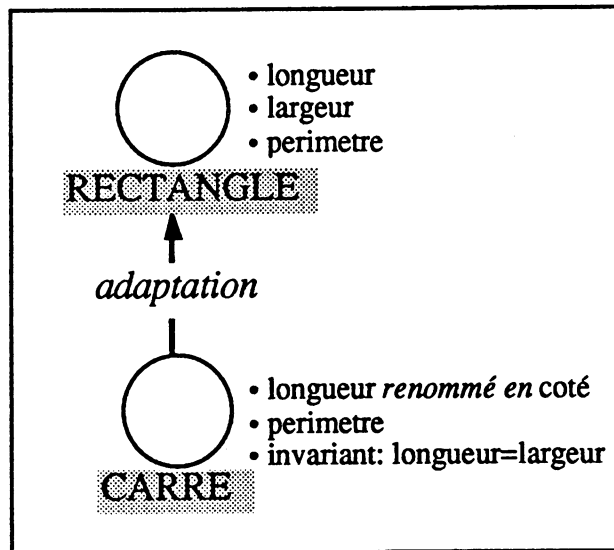 • longueur
• largeur
• perimetre
RECTANGLE
adaptation
• longueur renommé en coté
• perimetre
• invariant: longueur=largeur
CARRE